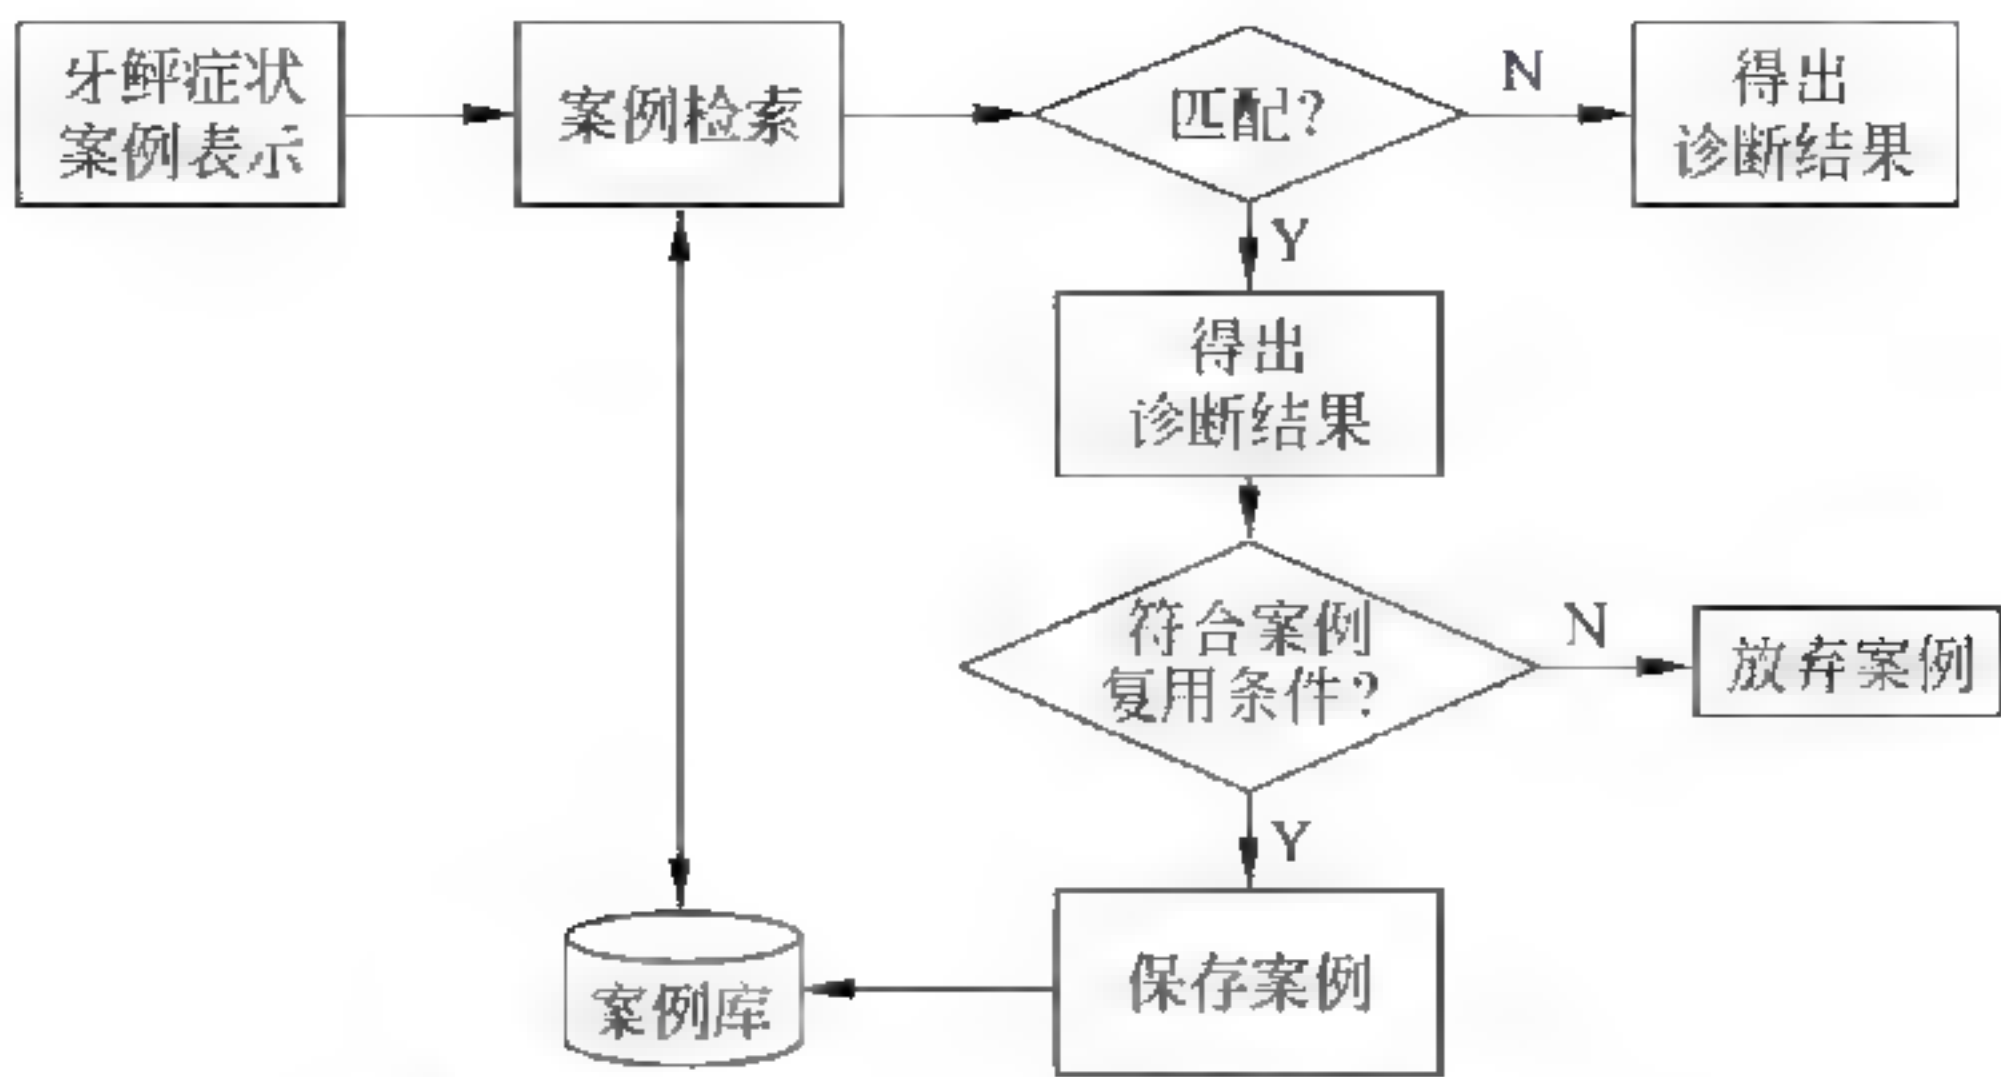 牙鲆症状
案例表示
案例检索
匹配?
N
得出
诊断结果
Y
得出
诊断结果
符合案例
复用条件?
N
放弃案例
Y
保存案例
案例库